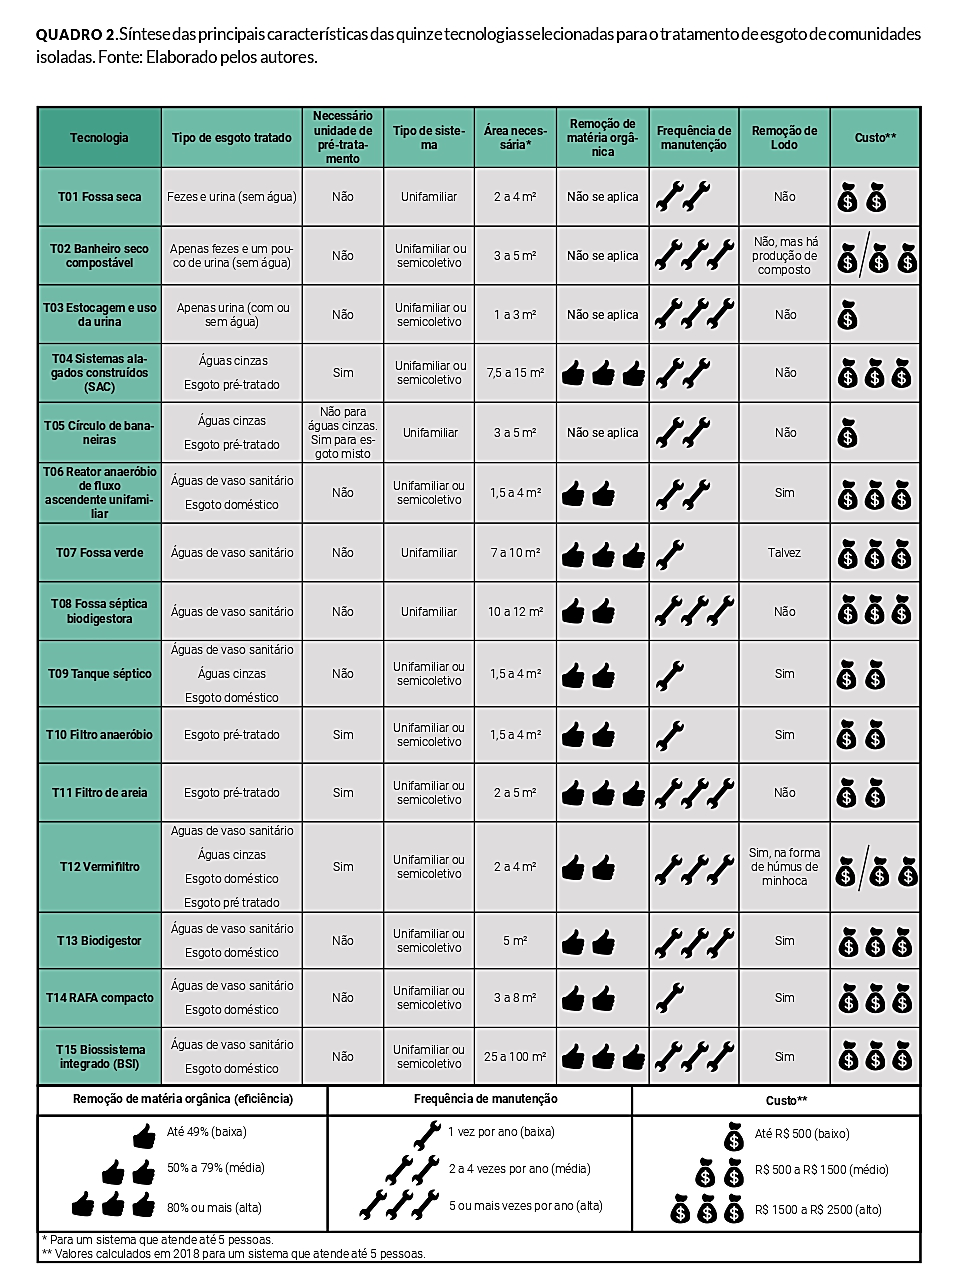 QUADRO 2. Síntese das principais características das quinze tecnologias selecionadas para o tratamento de esgoto de comunidades
isoladas. Fonte: Elaborado pelos autores.
Tecnologia
Tipo de esgoto tratado
Necessário
unidade de
pré-trata-
mento
Tipo de siste-
ma
Área neces-
sária*
Remoção de
matéria orgâ-
nica
Frequência de
manutenção
Remoção de
Lodo
Custo**
T01 Fossa seca
Fezes e urina (sem água)
Não
Unifamiliar
2 a 4 m²
Não se aplica
Não
T02 Banheiro seco
compostável
Apenas fezes e um pou-
co de urina (sem água)
Não
Unifamiliar ou
semicoletivo
3 a 5 m²
Não se aplica
Não, mas há
produção de
composto
T03 Estocagem e uso
da urina
Apenas urina (com ou
sem água)
Não
Unifamiliar ou
semicoletivo
1 a 3 m²
Não se aplica
Não
T04 Sistemas ala-
gados construídos
(SAC)
Águas cinzas
Esgoto pré-tratado
Sim
Unifamiliar ou
semicoletivo
7,5 a 15 m²
Não
T05 Círculo de bana-
neiras
Águas cinzas
Esgoto pré-tratado
Não para
águas cinzas.
Sim para es-
goto misto
Unifamiliar
3 a 5 m²
Não se aplica
Não
T06 Reator anaeróbio
de fluxo
ascendente unifami-
liar
Águas de vaso sanitário
Esgoto doméstico
Não
Unifamiliar ou
semicoletivo
1,5 a 4 m²
Sim
T07 Fossa verde
Águas de vaso sanitário
Não
Unifamiliar
7 a 10 m²
Talvez
T08 Fossa séptica
biodigestora
Águas de vaso sanitário
Não
Unifamiliar
10 a 12 m²
Não
T09 Tanque séptico
Águas de vaso sanitário
Águas cinzas
Esgoto doméstico
Não
Unifamiliar ou
semicoletivo
1,5 a 4 m²
Sim
T10 Filtro anaeróbio
Esgoto pré-tratado
Sim
Unifamiliar ou
semicoletivo
1,5 a 4 m²
Sim
T11 Filtro de areia
Esgoto pré-tratado
Sim
Unifamiliar ou
semicoletivo
2 a 5 m²
Não
T12 Vermifiltro
Aguas de vaso sanitário
Águas cinzas
Esgoto doméstico
Esgoto pré tratado
Sim
Unifamiliar ou
semicoletivo
2 a 4 m²
Sim, na forma
de húmus de
minhoca
T13 Biodigestor
Águas de vaso sanitário
Esgoto doméstico
Não
Unifamiliar ou
semicoletivo
5 m²
Sim
T14 RAFA compacto
Águas de vaso sanitário
Esgoto doméstico
Não
Unifamiliar ou
semicoletivo
3 a 8 m²
Sim
T15 Biossistema
integrado (BSI)
Águas de vaso sanitário
Esgoto doméstico
Não
Unifamiliar ou
semicoletivo
25 a 100 m²
Sim
Remoção de matéria orgânica (eficiência)
Até 49% (baixa)
50% a 79% (média)
80% ou mais (alta)
Frequência de manutenção
1 vez por ano (baixa)
2 a 4 vezes por ano (média)
5 ou mais vezes por ano (alta)
Custo**
Até R$ 500 (baixo)
R$ 500 a R$ 1500 (médio)
R$ 1500 a R$ 2500 (alto)
* Para um sistema que atende até 5 pessoas.
** Valores calculados em 2018 para um sistema que atende até 5 pessoas.